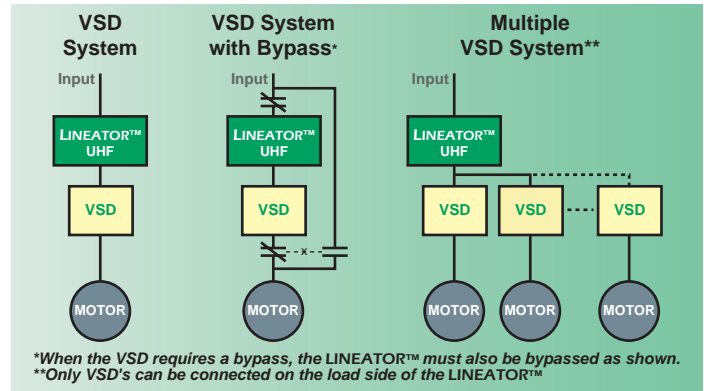 VSD
System
Input
LINEATOR™
UHF
VSD
MOTOR
VSD System
with Bypass*
Input
LINEATOR™
UHF
VSD
x
MOTOR
Multiple
VSD System**
Input
LINEATOR™
UHF
VSD
VSD
VSD
MOTOR
MOTOR
MOTOR
*When the VSD requires a bypass, the LINEATOR™ must also be bypassed as shown.
**Only VSD's can be connected on the load side of the LINEATOR™